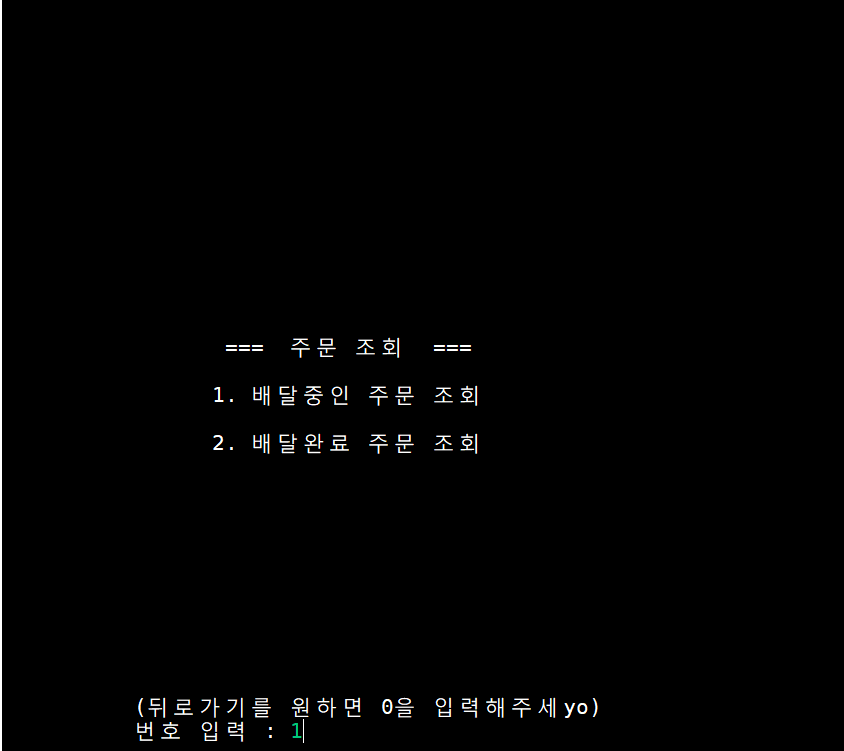 === 주문 조회 ===
1. 배달중인 주문 조회
2. 배달완료 주문 조회
(뒤로가기를 원하면 0을 입력해주세yo)
번호 입력 : 1